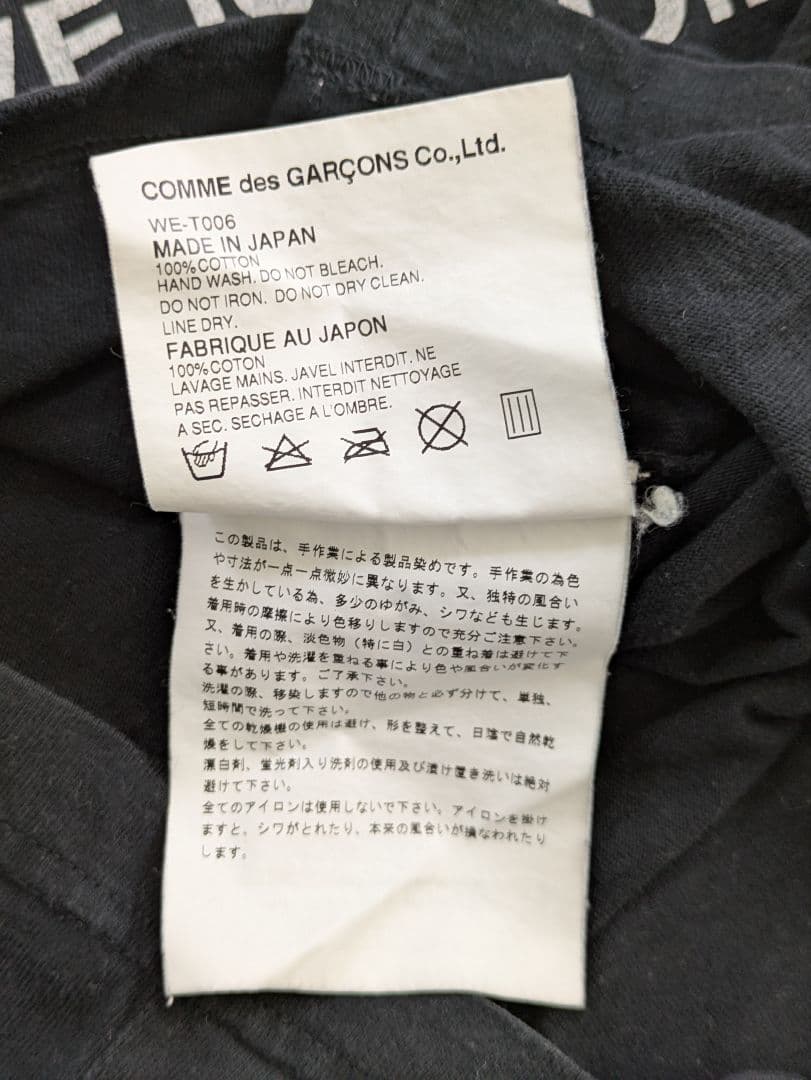 COMME des GARÇONS Co.,Ltd.
WE-T006
MADE IN JAPAN
100%COTTON
HAND WASH. DO NOT BLEACH.
DO NOT IRON. DO NOT DRY CLEAN.
LINE DRY.
FABRIQUE AU JAPON
100%COTON
LAVAGE MAINS. JAVEL INTERDIT. NE
PAS REPASSER. INTERDIT NETTOYAGE
A SEC. SECHAGE A L'OMBRE.
この製品は、手作業による製品染めです。手作業の為色
や寸法が一点一点微妙に異なります。又、独特の風合い
を生かしている為、多少のゆがみ、シワなども生じます。
着用時の摩擦により色移りしますので充分ご注意下さい。
又、着用の際、淡色物（特に白）との重ね着は避けて下
さい。着用や洗濯を重ねる事により色や風合いが変化す
る事があります。ご了承下さい。
洗濯の際、移染しますので他の物と必ず分けて、単独、
短時間で洗って下さい。
全ての乾燥機の使用は避け、形を整えて、日陰で自然乾
燥をして下さい。
漂白剤、蛍光剤入り洗剤の使用及び漬け置き洗いは絶対
避けて下さい。
全てのアイロンは使用しないで下さい。アイロンを掛け
ますと、シワがとれたり、本来の風合いが損なわれたり
します。